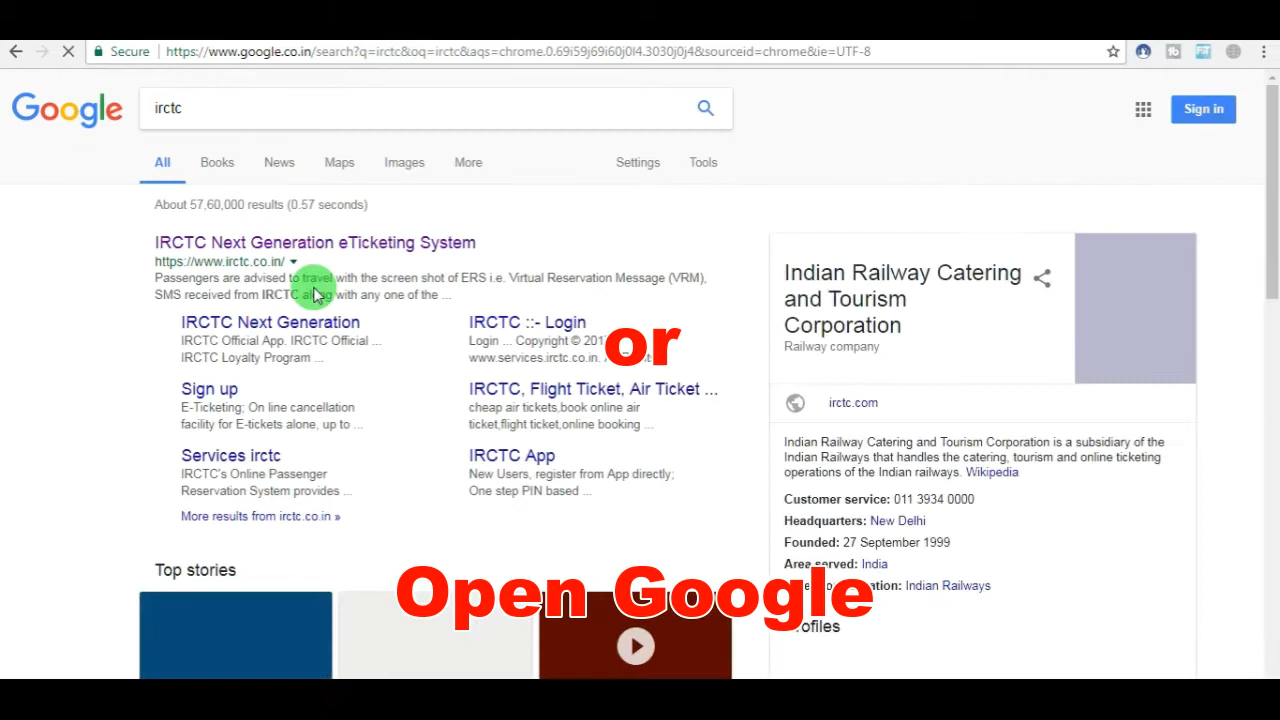 Secure https://www.google.co.in/search?q=irctc&oq=irctc&aqs=chrome.0.69i59j69i60j0l4.3030j0j4&sourceid=chrome&ie=UTF-8
Google
irctc
Sign in
All Books News Maps Images More Settings Tools
About 57,60,000 results (0.57 seconds)
IRCTC Next Generation eTicketing System
https://www.irctc.co.in/
Passengers are advised to travel with the screen shot of ERS i.e. Virtual Reservation Message (VRM),
SMS received from IRCTC along with any one of the ...
IRCTC Next Generation
IRCTC Official App. IRCTC Official ...
IRCTC Loyalty Program ...
IRCTC ::- Login
Login ... Copyright ©
www.services.irctc.co.in.
Sign up
E-Ticketing; On line cancellation
facility for E-tickets alone, up to ...
IRCTC, Flight Ticket, Air Ticket ...
cheap air tickets,book online air
ticket,flight ticket,online booking ...
Services irctc
IRCTC's Online Passenger
Reservation System provides ...
IRCTC App
New Users, register from App directly;
One step PIN based ...
More results from irctc.co.in »
Top stories
Indian Railway Catering
and Tourism
Corporation
Railway company
irctc.com
Indian Railway Catering and Tourism Corporation is a subsidiary of the
Indian Railways that handles the catering, tourism and online ticketing
operations of the Indian railways. Wikipedia
Customer service: 011 3934 0000
Headquarters: New Delhi
Founded: 27 September 1999
Area served: India
Indian Railways
or
Open Google